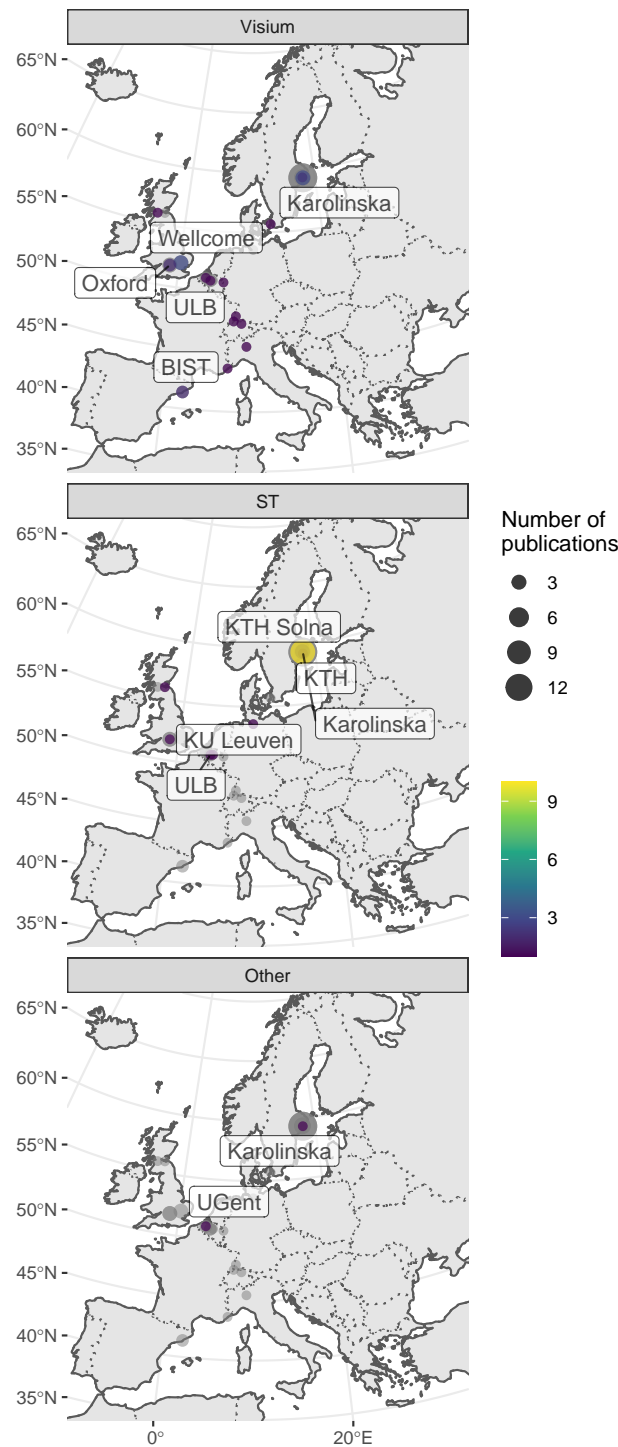 Visium
65°N
60°N
55°N
50°N
45°N
40°N
35°N
Karolinska
Wellcome
Oxford
ULB
BIST
ST
65°N
60°N
55°N
50°N
45°N
40°N
35°N
KTH Solna
KTH
Karolinska
KU Leuven
ULB
Number of
publications
3
6
9
12
9
6
3
Other
65°N
60°N
55°N
50°N
45°N
40°N
35°N
Karolinska
UGent
0°
20°E